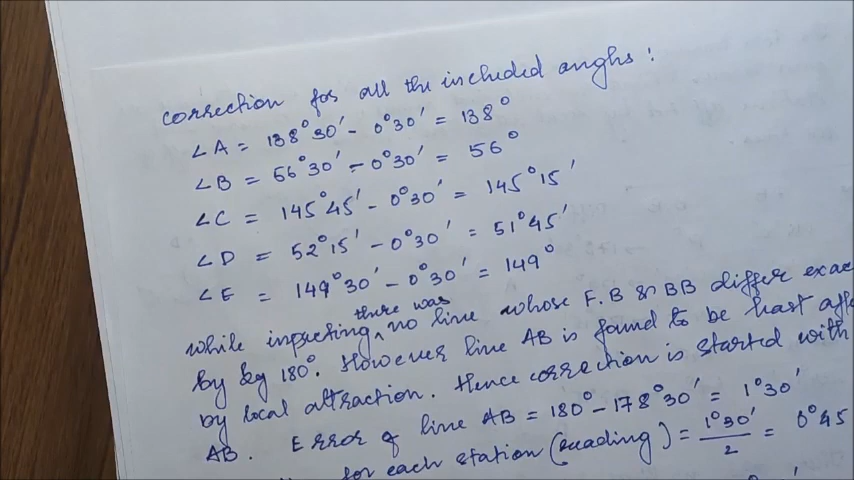 correction for all the included angles:
∠A = 138°30' - 0°30' = 138°
∠B = 56°30' - 0°30' = 56°
∠C = 145°45' - 0°30' = 145°15'
∠D = 52°15' - 0°30' = 51°45'
∠E = 149°30' - 0°30' = 149°
there was
while inpecting, ^ no line whose F.B & BB differ exac
by by 180°. However line AB is found to be least affe
by local attraction. Hence correction is started with
AB. Error of line AB = 180° - 178°30' = 1°30'
for each station (reading) = 1°30'/2 = 0°45